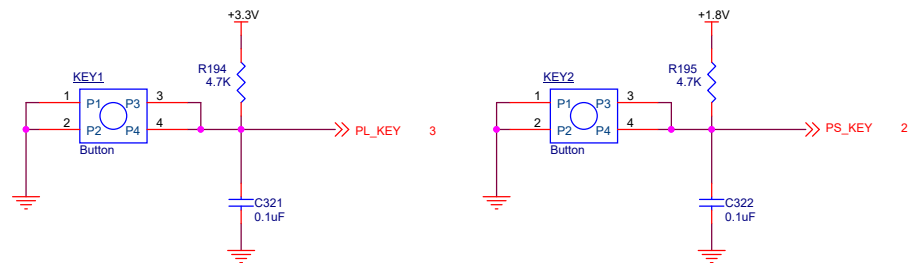 +3.3V
R194
4.7K
KEY1
1 P1 P3 3
2 P2 P4 4
Button
PL_KEY 3
C321
0.1uF
+1.8V
R195
4.7K
KEY2
1 P1 P3 3
2 P2 P4 4
Button
PS_KEY 2
C322
0.1uF